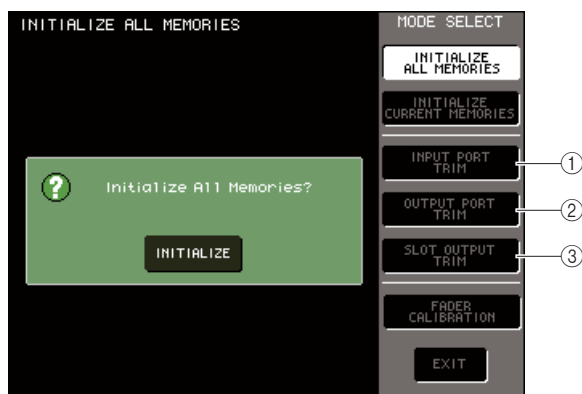 INITIALIZE ALL MEMORIES
MODE SELECT
INITIALIZE
ALL MEMORIES
INITIALIZE
CURRENT MEMORIES
INPUT PORT
TRIM
①
OUTPUT PORT
TRIM
②
SLOT OUTPUT
TRIM
③
FADER
CALIBRATION
EXIT
?
Initialize All Memories?
INITIALIZE